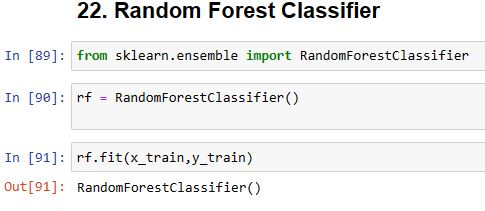 22. Random Forest Classifier
In [89]: from sklearn.ensemble import RandomForestClassifier
In [90]: rf = RandomForestClassifier()
In [91]: rf.fit(x_train,y_train)
Out[91]: RandomForestClassifier()